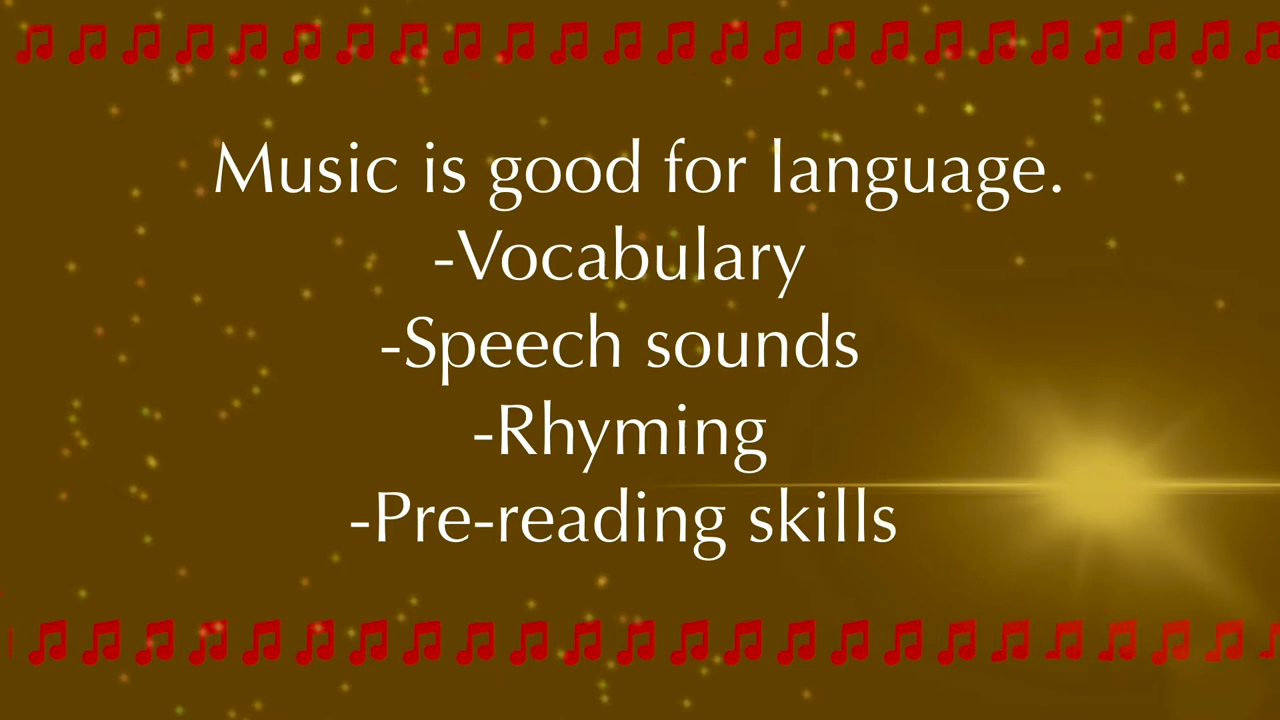 Music is good for language.
-Vocabulary
-Speech sounds
-Rhyming
-Pre-reading skills